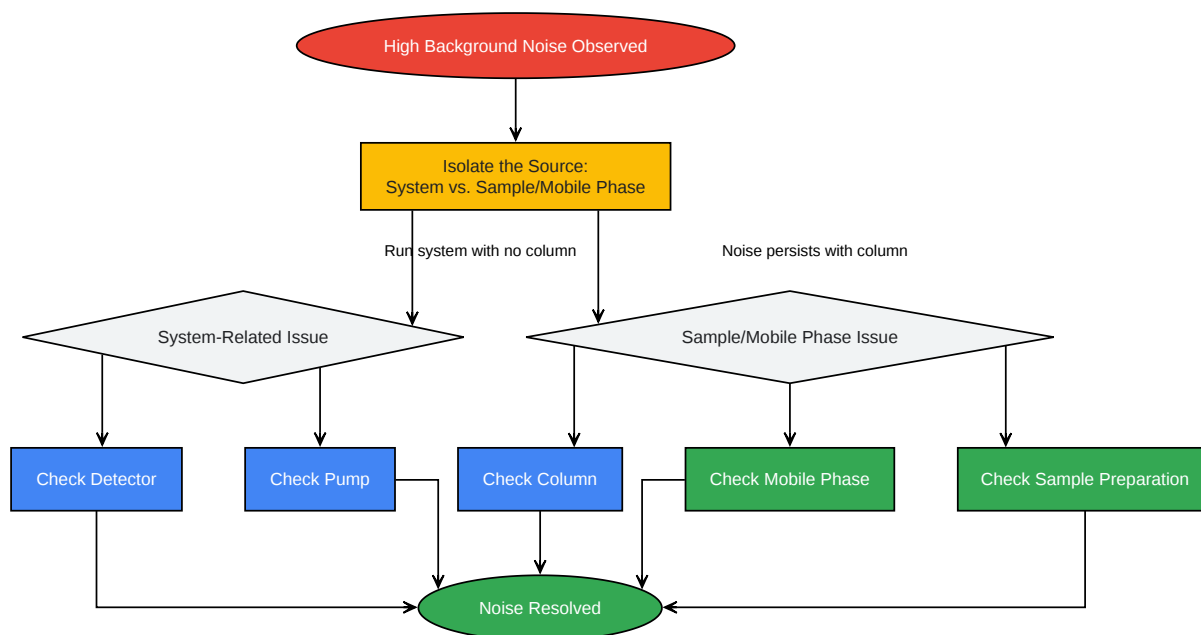 High Background Noise Observed
Isolate the Source:
System vs. Sample/Mobile Phase
Run system with no column
Noise persists with column
System-Related Issue
Sample/Mobile Phase Issue
Check Detector
Check Pump
Check Column
Check Mobile Phase
Check Sample Preparation
Noise Resolved